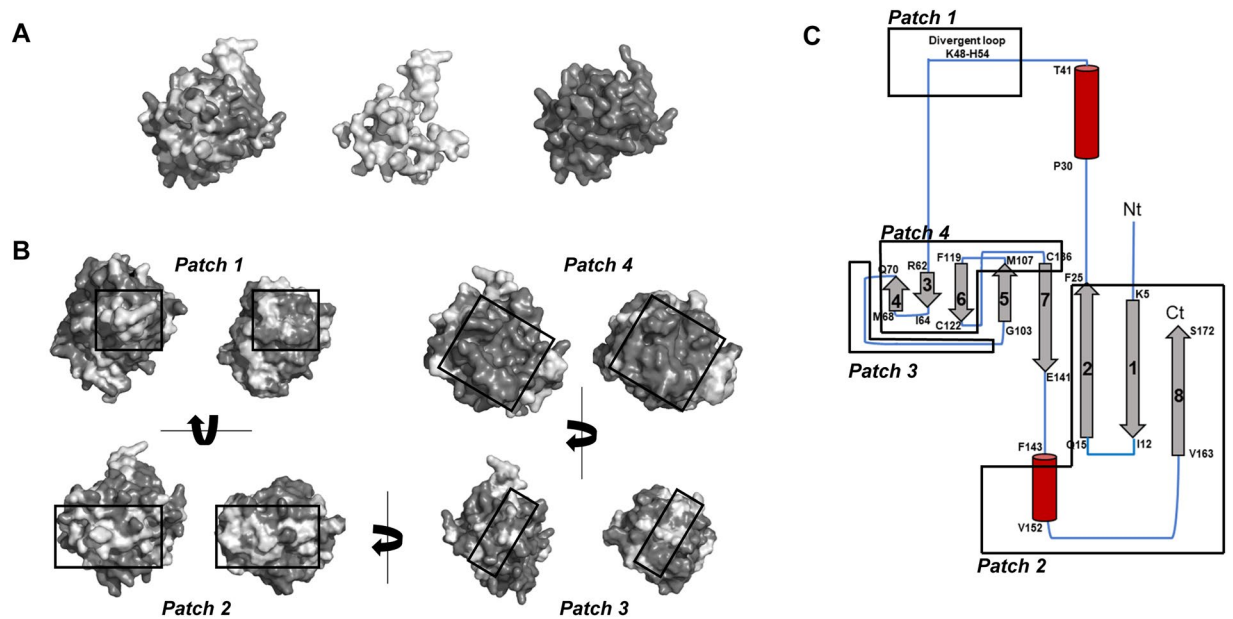 A
B
Patch 1
Patch 4
Patch 2
Patch 3
C
Patch 1
Divergent loop
K48-H54
T41
P30
Nt
Patch 4
Q70
R62
F119
M107
C136
F25
K5
3
4
6
5
7
M68
I64
C122
G103
Ct
S172
Patch 3
E141
2
1
8
F143
Q15
I12
V163
V152
Patch 2